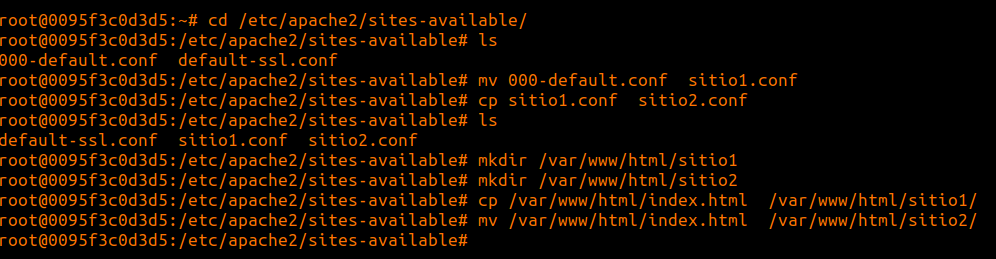 root@0095f3c0d3d5:~# cd /etc/apache2/sites-available/
root@0095f3c0d3d5:/etc/apache2/sites-available# ls
000-default.conf  default-ssl.conf
root@0095f3c0d3d5:/etc/apache2/sites-available# mv 000-default.conf  sitio1.conf
root@0095f3c0d3d5:/etc/apache2/sites-available# cp sitio1.conf  sitio2.conf
root@0095f3c0d3d5:/etc/apache2/sites-available# ls
default-ssl.conf  sitio1.conf  sitio2.conf
root@0095f3c0d3d5:/etc/apache2/sites-available# mkdir /var/www/html/sitio1
root@0095f3c0d3d5:/etc/apache2/sites-available# mkdir /var/www/html/sitio2
root@0095f3c0d3d5:/etc/apache2/sites-available# cp /var/www/html/index.html  /var/www/html/sitio1/
root@0095f3c0d3d5:/etc/apache2/sites-available# mv /var/www/html/index.html  /var/www/html/sitio2/
root@0095f3c0d3d5:/etc/apache2/sites-available#